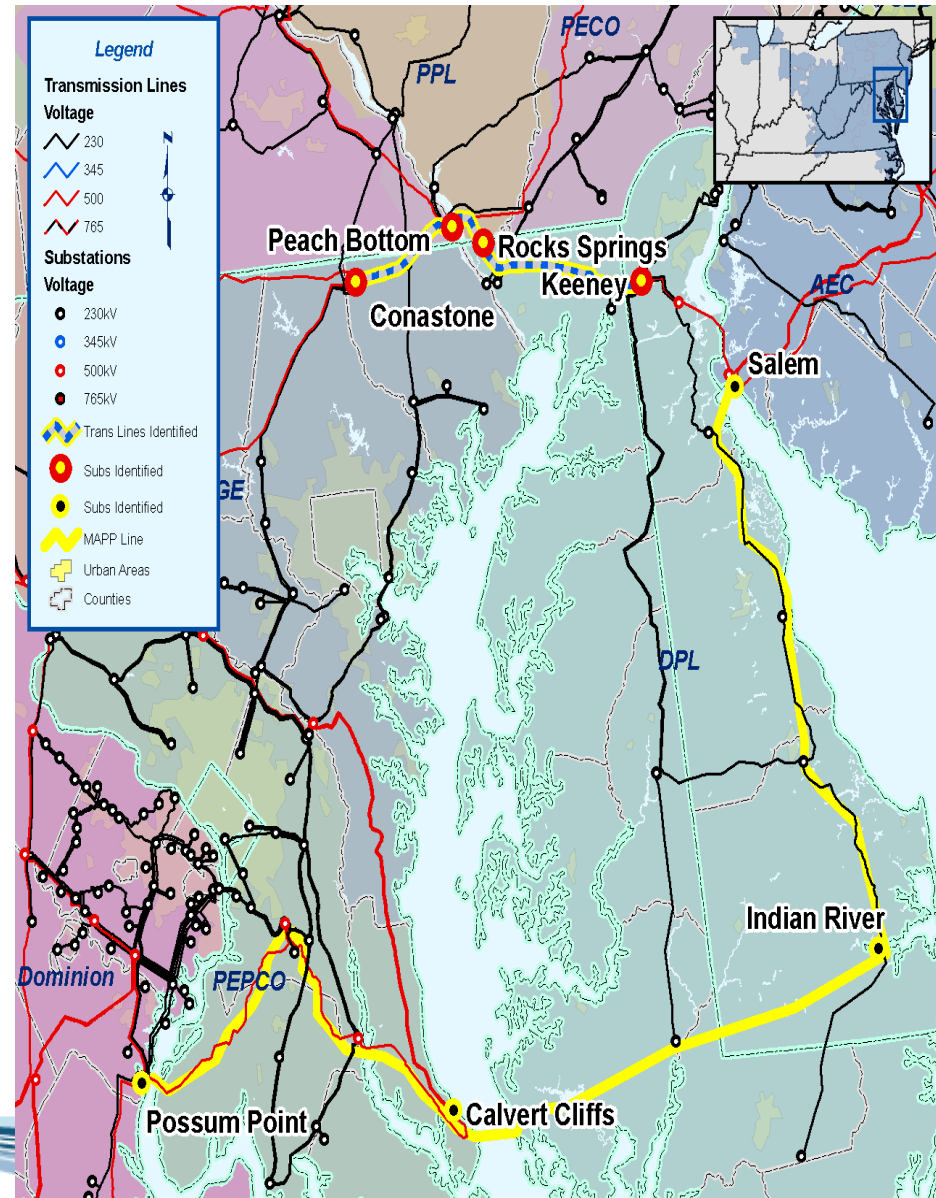 Legend
Transmission Lines
Voltage
230
345
500
765
N
Substations
Voltage
230kV
345kV
500kV
765kV
Trans Lines Identified
Subs Identified
Subs Identified
MAPP Line
Urban Areas
Counties
PECO
PPL
Peach Bottom
Rocks Springs
Keeney
Conastone
AEC
Salem
GE
DPL
Indian River
Dominion
PEPCO
Possum Point
Calvert Cliffs